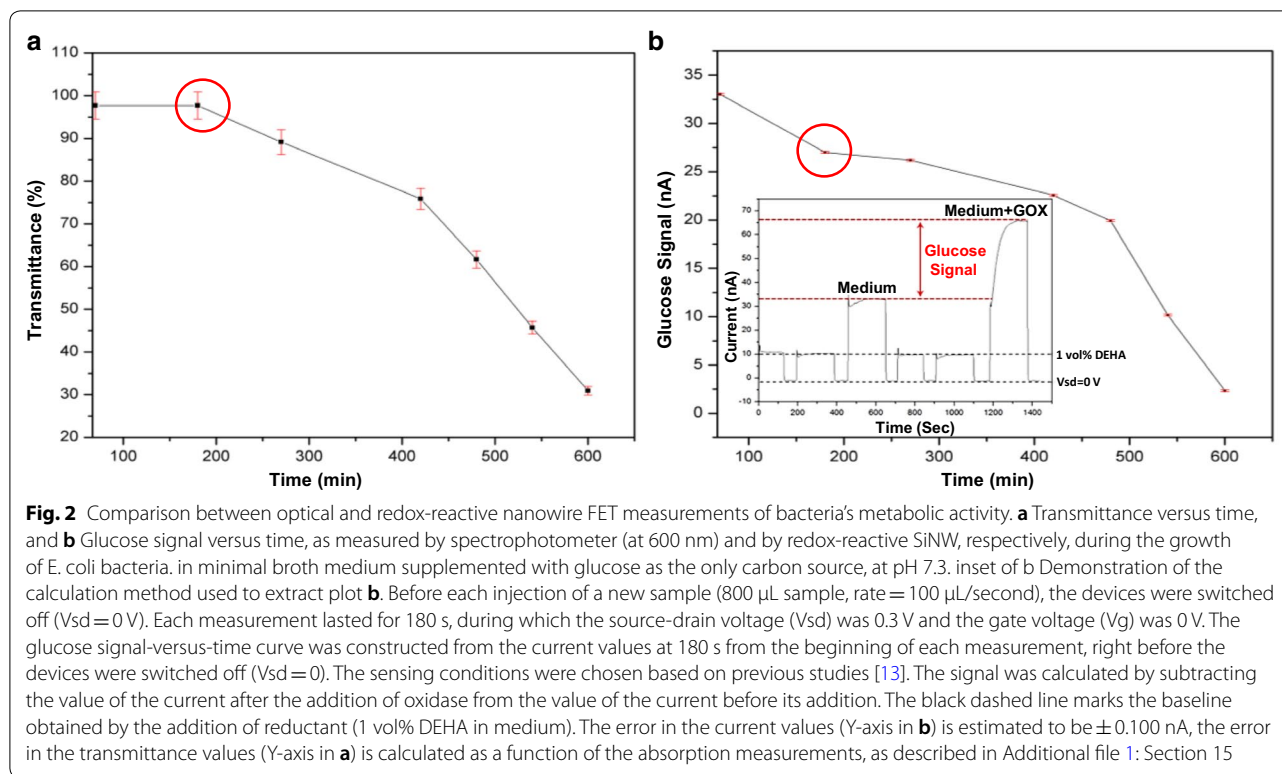 a
110
100
90
80
70
60
50
40
30
20
Transmittance (%)
100 200 300 400 500 600
Time (min)
b
35
30
25
20
15
10
5
0
Glucose Signal (nA)
100 200 300 400 500 600
Time (min)
Medium+GOX
Glucose
Signal
Medium
70
60
50
40
30
20
10
0
-10
Current (nA)
1 vol% DEHA
Vsd=0 V
0 200 400 600 800 1000 1200 1400
Time (Sec)
Fig. 2 Comparison between optical and redox-reactive nanowire FET measurements of bacteria's metabolic activity. a Transmittance versus time,
and b Glucose signal versus time, as measured by spectrophotometer (at 600 nm) and by redox-reactive SiNW, respectively, during the growth
of E. coli bacteria. in minimal broth medium supplemented with glucose as the only carbon source, at pH 7.3. inset of b Demonstration of the
calculation method used to extract plot b. Before each injection of a new sample (800 µL sample, rate = 100 µL/second), the devices were switched
off (Vsd = 0 V). Each measurement lasted for 180 s, during which the source-drain voltage (Vsd) was 0.3 V and the gate voltage (Vg) was 0 V. The
glucose signal-versus-time curve was constructed from the current values at 180 s from the beginning of each measurement, right before the
devices were switched off (Vsd = 0). The sensing conditions were chosen based on previous studies [13]. The signal was calculated by subtracting
the value of the current after the addition of oxidase from the value of the current before its addition. The black dashed line marks the baseline
obtained by the addition of reductant (1 vol% DEHA in medium). The error in the current values (Y-axis in b) is estimated to be ± 0.100 nA, the error
in the transmittance values (Y-axis in a) is calculated as a function of the absorption measurements, as described in Additional file 1: Section 15